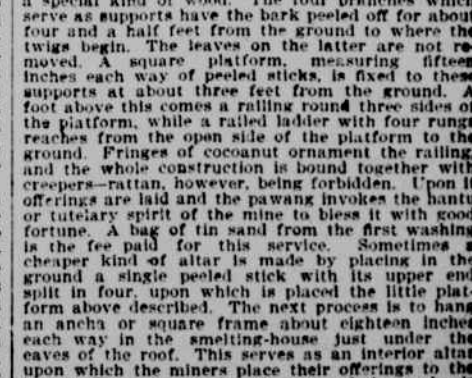 a special kind of wood. The four branches which
serve as supports have the bark peeled off for about
four and a half feet from the ground to where the
twigs begin. The leaves on the latter are not re
moved. A square platform, measuring fifteen
inches each way of peeled sticks, is fixed to these
supports at about three feet from the ground. A
foot above this comes a railing round three sides o
the platform, while a railed ladder with four rungs
reaches from the open side of the platform to the
ground. Fringes of cocoanut ornament the railing
and the whole construction is bound together with
creepers—rattan, however, being forbidden. Upon i
offerings are laid and the pawang invokes the hantu
or tutelary spirit of the mine to bless it with good
fortune. A bag of tin sand from the first washing
is the fee paid for this service. Sometimes
cheaper kind of altar is made by placing in the
ground a single peeled stick with its upper end
split in four, upon which is placed the little plat-
form above described. The next process is to hang
an ancha or square frame about eighteen inches
each way in the smelting-house just under the
eaves of the roof. This serves as an interior altar
upon which the miners place their offerings to the